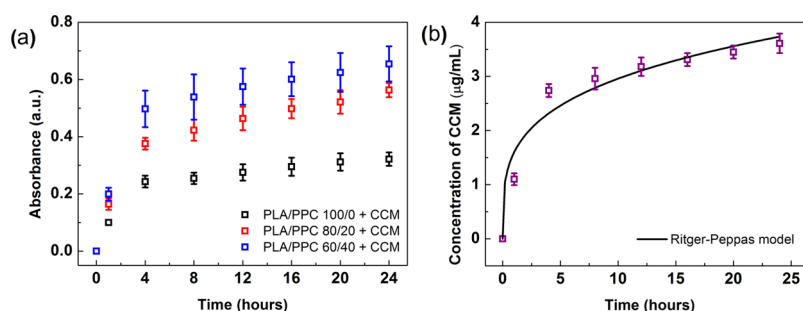 (a)
Absorbance (a.u.)
0.8
0.6
0.4
0.2
0.0
PLA/PPC 100/0 + CCM
PLA/PPC 80/20 + CCM
PLA/PPC 60/40 + CCM
0 4 8 12 16 20 24
Time (hours)
(b)
Concentration of CCM (µg/mL)
4
3
2
1
0
Ritger-Peppas model
0 5 10 15 20 25
Time (hours)